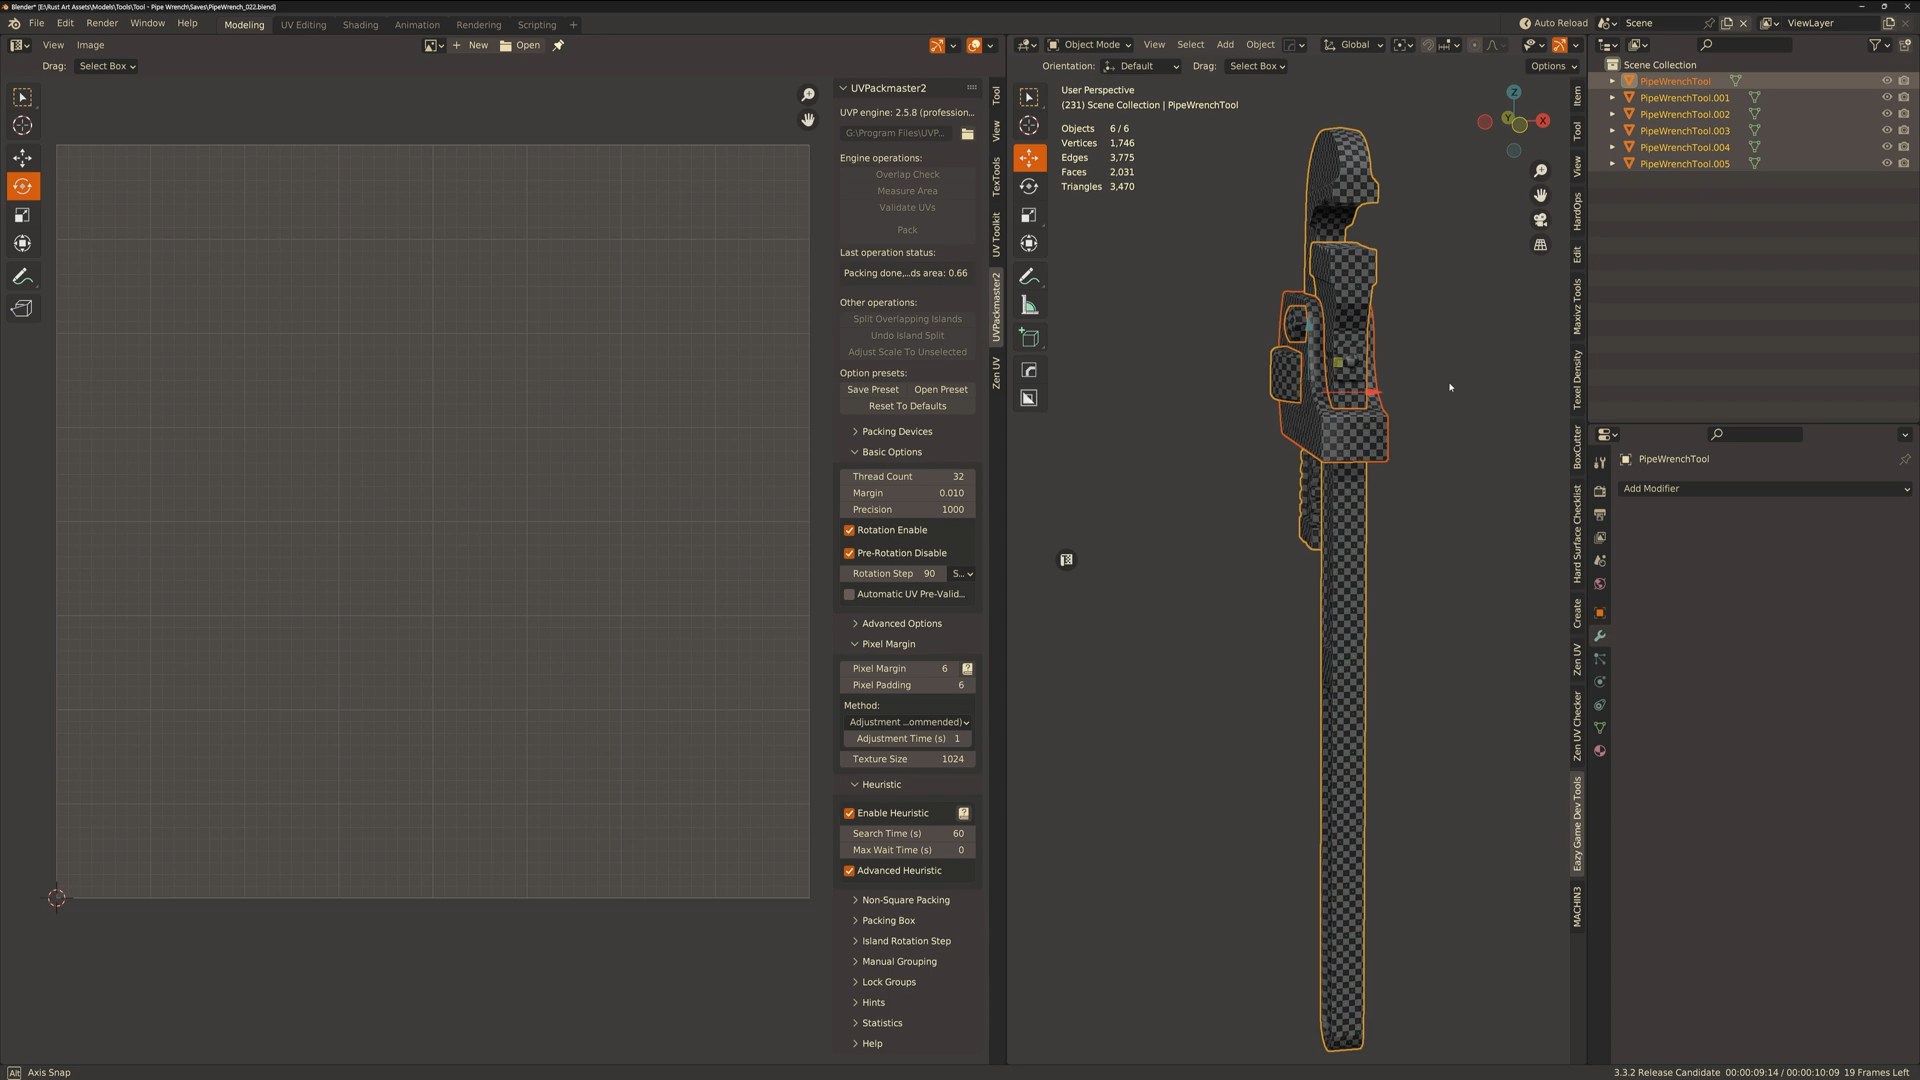 Blender* [E:\Rust Art Assets\Models\Tools\Tool - Pipe Wrench\Saves\PipeWrench_022.blend]
File Edit Render Window Help Modeling UV Editing Shading Animation Rendering Scripting + Auto Reload Scene ViewLayer
View Image + New Open Object Mode View Select Add Object Global
Drag: Select Box Orientation: Default Drag: Select Box Options
UVPackmaster2
UVP engine: 2.5.8 (profession...
G:\Program Files\UVP...
Engine operations:
Overlap Check
Measure Area
Validate UVs
Pack
Last operation status:
Packing done,...ds area: 0.66
Other operations:
Split Overlapping Islands
Undo Island Split
Adjust Scale To Unselected
Option presets:
Save Preset Open Preset
Reset To Defaults
Packing Devices
Basic Options
Thread Count 32
Margin 0.010
Precision 1000
Rotation Enable
Pre-Rotation Disable
Rotation Step 90 S...
Automatic UV Pre-Valid...
Advanced Options
Pixel Margin
Pixel Margin 6 ?
Pixel Padding 6
Method:
Adjustment ...ommended)
Adjustment Time (s) 1
Texture Size 1024
Heuristic
Enable Heuristic ?
Search Time (s) 60
Max Wait Time (s) 0
Advanced Heuristic
Non-Square Packing
Packing Box
Island Rotation Step
Manual Grouping
Lock Groups
Hints
Statistics
Help
Tool
View
TexTools
UV Toolkit
UVPackmaster2
Zen UV
User Perspective
(231) Scene Collection | PipeWrenchTool
Objects 6 / 6
Vertices 1,746
Edges 3,775
Faces 2,031
Triangles 3,470
Z
Y
X
Item
Tool
View
HardOps
Edit
Maxivz Tools
Texel Density
BoxCutter
Hard Surface Checklist
Create
Zen UV
Zen UV Checker
Eazy Game Dev Tools
MACHIN3
Scene Collection
PipeWrenchTool
PipeWrenchTool.001
PipeWrenchTool.002
PipeWrenchTool.003
PipeWrenchTool.004
PipeWrenchTool.005
PipeWrenchTool
Add Modifier
Alt Axis Snap
3.3.2 Release Candidate 00:00:09:14 / 00:00:10:09 19 Frames Left